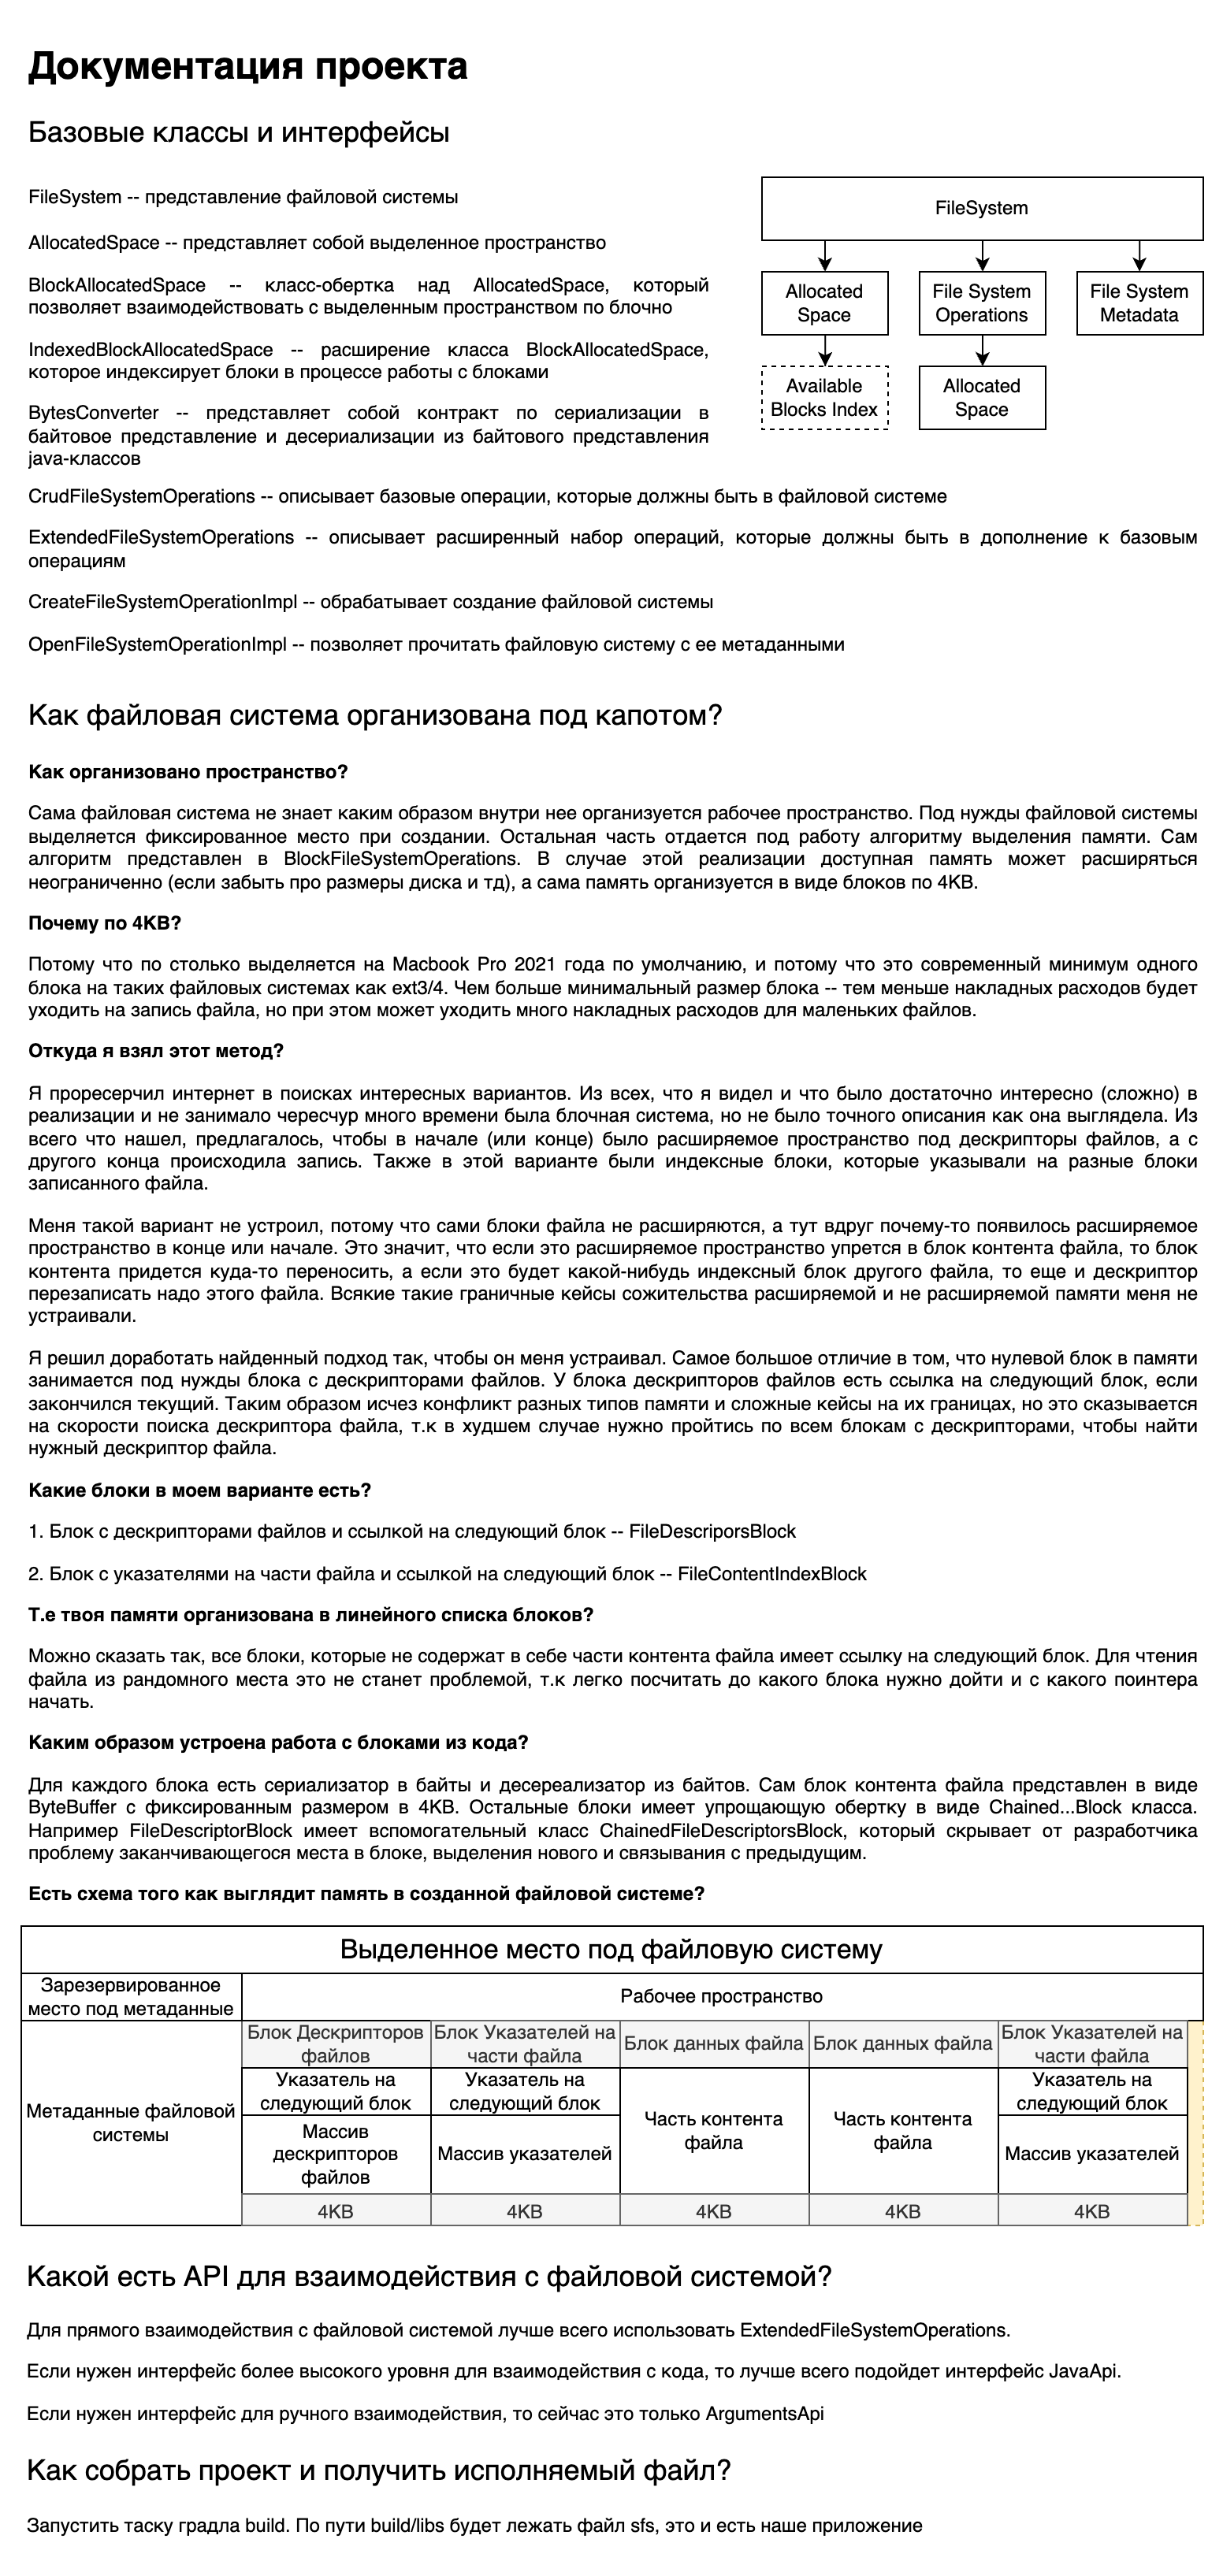 Документация проекта
Базовые классы и интерфейсы
FileSystem -- представление файловой системы
AllocatedSpace -- представляет собой выделенное пространство
BlockAllocatedSpace -- класс-обертка над AllocatedSpace, который
позволяет взаимодействовать с выделенным пространством по блочно
IndexedBlockAllocatedSpace -- расширение класса BlockAllocatedSpace,
которое индексирует блоки в процессе работы с блоками
BytesConverter -- представляет собой контракт по сериализации в
байтовое представление и десериализации из байтового представления
java-классов
FileSystem
Allocated
Space
File System
Operations
File System
Metadata
Available
Blocks Index
Allocated
Space
CrudFileSystemOperations -- описывает базовые операции, которые должны быть в файловой системе
ExtendedFileSystemOperations -- описывает расширенный набор операций, которые должны быть в дополнение к базовым
операциям
CreateFileSystemOperationImpl -- обрабатывает создание файловой системы
OpenFileSystemOperationImpl -- позволяет прочитать файловую систему с ее метаданными
Как файловая система организована под капотом?
Как организовано пространство?
Сама файловая система не знает каким образом внутри нее организуется рабочее пространство. Под нужды файловой системы
выделяется фиксированное место при создании. Остальная часть отдается под работу алгоритму выделения памяти. Сам
алгоритм представлен в BlockFileSystemOperations. В случае этой реализации доступная память может расширяться
неограниченно (если забыть про размеры диска и тд), а сама память организуется в виде блоков по 4KB.
Почему по 4KB?
Потому что по столько выделяется на Macbook Pro 2021 года по умолчанию, и потому что это современный минимум одного
блока на таких файловых системах как ext3/4. Чем больше минимальный размер блока -- тем меньше накладных расходов будет
уходить на запись файла, но при этом может уходить много накладных расходов для маленьких файлов.
Откуда я взял этот метод?
Я проресерчил интернет в поисках интересных вариантов. Из всех, что я видел и что было достаточно интересно (сложно) в
реализации и не занимало чересчур много времени была блочная система, но не было точного описания как она выглядела. Из
всего что нашел, предлагалось, чтобы в начале (или конце) было расширяемое пространство под дескрипторы файлов, а с
другого конца происходила запись. Также в этой варианте были индексные блоки, которые указывали на разные блоки
записанного файла.
Меня такой вариант не устроил, потому что сами блоки файла не расширяются, а тут вдруг почему-то появилось расширяемое
пространство в конце или начале. Это значит, что если это расширяемое пространство упрется в блок контента файла, то блок
контента придется куда-то переносить, а если это будет какой-нибудь индексный блок другого файла, то еще и дескриптор
перезаписать надо этого файла. Всякие такие граничные кейсы сожительства расширяемой и не расширяемой памяти меня не
устраивали.
Я решил доработать найденный подход так, чтобы он меня устраивал. Самое большое отличие в том, что нулевой блок в памяти
занимается под нужды блока с дескрипторами файлов. У блока дескрипторов файлов есть ссылка на следующий блок, если
закончился текущий. Таким образом исчез конфликт разных типов памяти и сложные кейсы на их границах, но это сказывается
на скорости поиска дескриптора файла, т.к в худшем случае нужно пройтись по всем блокам с дескрипторами, чтобы найти
нужный дескриптор файла.
Какие блоки в моем варианте есть?
1. Блок с дескрипторами файлов и ссылкой на следующий блок -- FileDescriporsBlock
2. Блок с указателями на части файла и ссылкой на следующий блок -- FileContentIndexBlock
Т.е твоя памяти организована в линейного списка блоков?
Можно сказать так, все блоки, которые не содержат в себе части контента файла имеет ссылку на следующий блок. Для чтения
файла из рандомного места это не станет проблемой, т.к легко посчитать до какого блока нужно дойти и с какого поинтера
начать.
Каким образом устроена работа с блоками из кода?
Для каждого блока есть сериализатор в байты и десереализатор из байтов. Сам блок контента файла представлен в виде
ByteBuffer с фиксированным размером в 4KB. Остальные блоки имеет упрощающую обертку в виде Chained...Block класса.
Например FileDescriptorBlock имеет вспомогательный класс ChainedFileDescriptorsBlock, который скрывает от разработчика
проблему заканчивающегося места в блоке, выделения нового и связывания с предыдущим.
Есть схема того как выглядит память в созданной файловой системе?
Выделенное место под файловую систему
Зарезервированное
место под метаданные
Рабочее пространство
Метаданные файловой
системы
Блок Дескрипторов
файлов
Блок Указателей на
части файла
Блок данных файла
Блок данных файла
Блок Указателей на
части файла
Указатель на
следующий блок
Указатель на
следующий блок
Часть контента
файла
Часть контента
файла
Указатель на
следующий блок
Массив
дескрипторов
файлов
Массив указателей
Массив указателей
4KB
4KB
4KB
4KB
4KB
Какой есть API для взаимодействия с файловой системой?
Для прямого взаимодействия с файловой системой лучше всего использовать ExtendedFileSystemOperations.
Если нужен интерфейс более высокого уровня для взаимодействия с кода, то лучше всего подойдет интерфейс JavaApi.
Если нужен интерфейс для ручного взаимодействия, то сейчас это только ArgumentsApi
Как собрать проект и получить исполняемый файл?
Запустить таску градла build. По пути build/libs будет лежать файл sfs, это и есть наше приложение